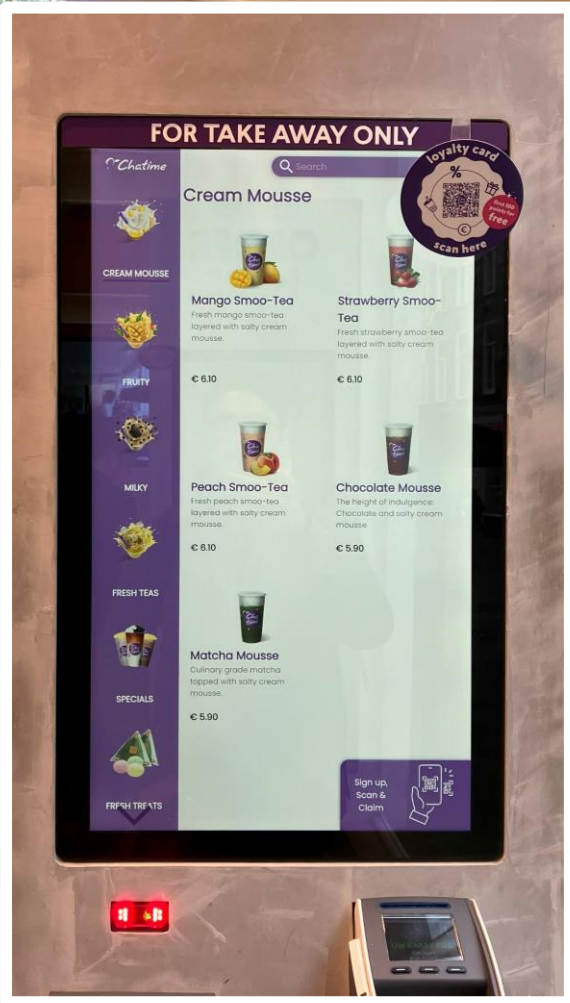 FOR TAKE AWAY ONLY
Chatime
Search
loyalty card
%
first 100
points for
free
€
scan here
Cream Mousse
CREAM MOUSSE
FRUITY
MILKY
FRESH TEAS
SPECIALS
FRESH TREATS
Mango Smoo-Tea
Fresh mango smoo-tea
layered with salty cream
mousse.
€ 6.10
Strawberry Smoo-
Tea
Fresh strawberry smoo-tea
layered with salty cream
mousse.
€ 6.10
Peach Smoo-Tea
Fresh peach smoo-tea
layered with salty cream
mousse.
€ 6.10
Chocolate Mousse
The height of indulgence:
Chocolate and salty cream
mousse
€ 5.90
Matcha Mousse
Culinary grade matcha
topped with salty cream
mousse.
€ 5.90
Sign up,
Scan &
Claim